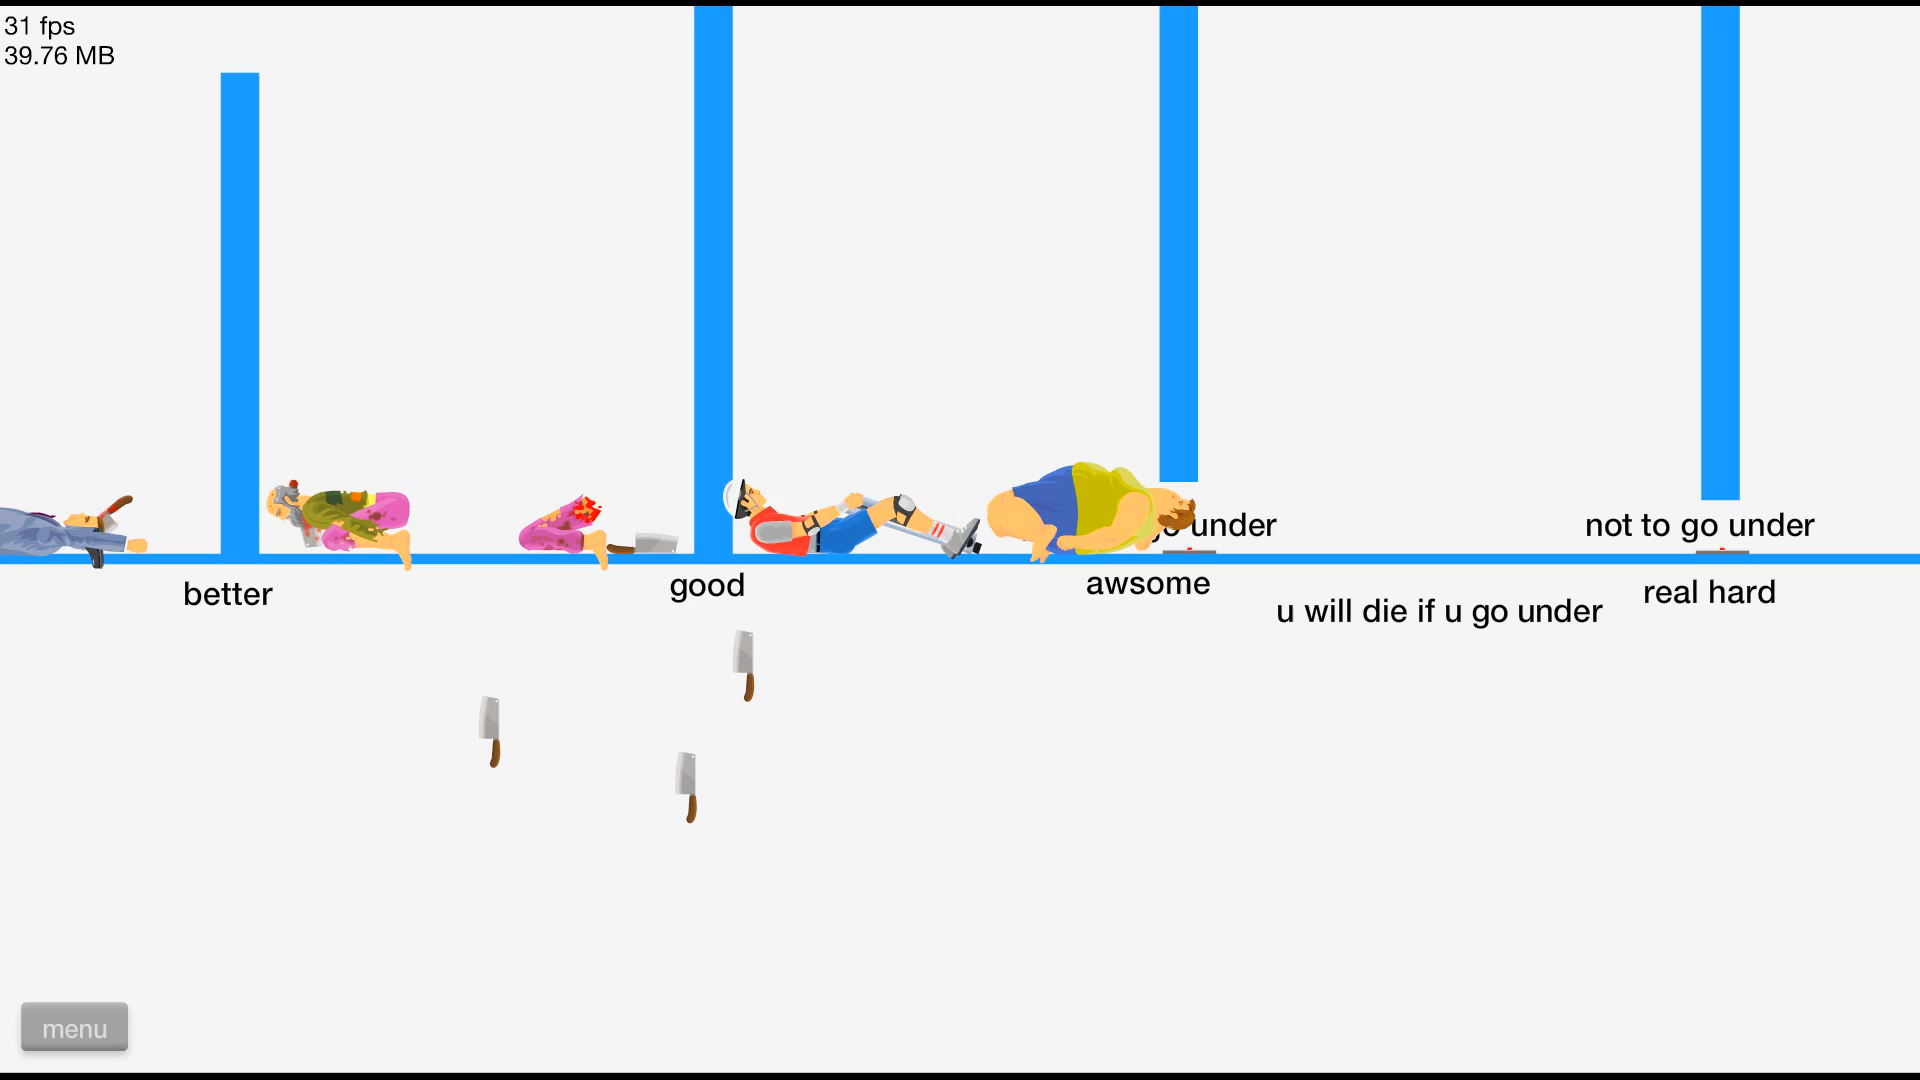 31 fps
39.76 MB
under
not to go under
better
good
awsome
real hard
u will die if u go under
menu